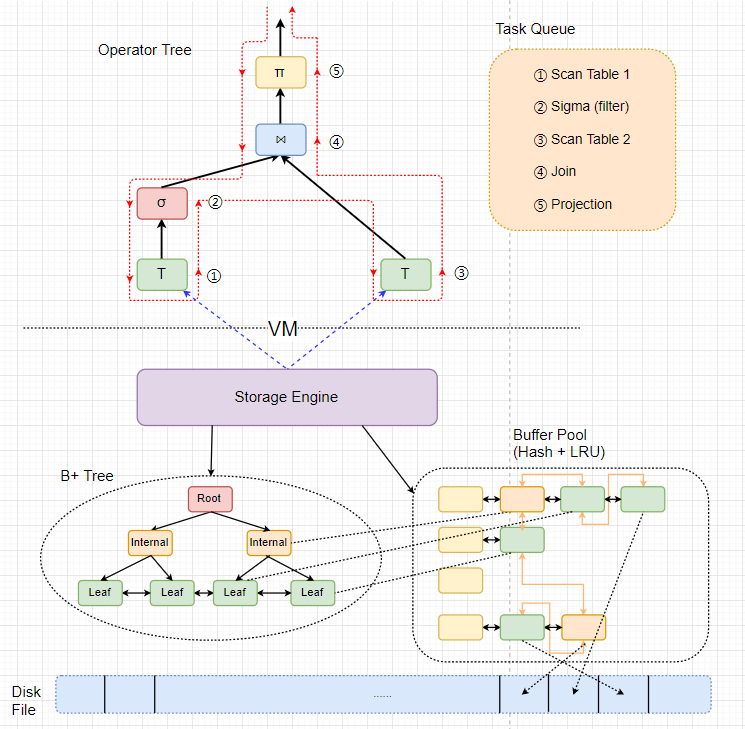 Operator Tree
Task Queue
π
⑤
① Scan Table 1
② Sigma (filter)
③ Scan Table 2
④ Join
⑤ Projection
⋈
④
σ
②
T
①
T
③
VM
Storage Engine
Buffer Pool
(Hash + LRU)
B+ Tree
Root
Internal
Internal
Leaf
Leaf
Leaf
Leaf
Disk
File
......